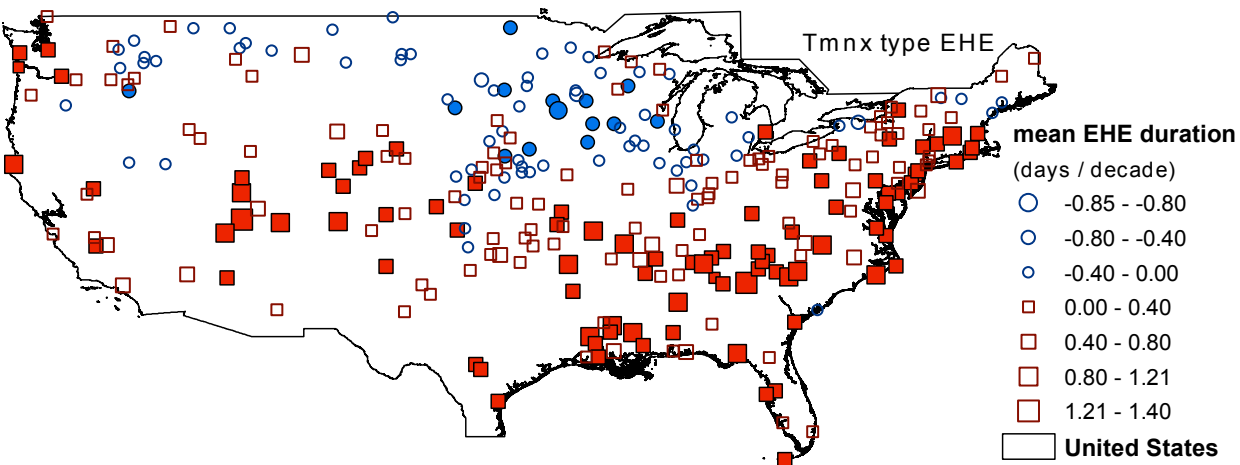 Tmnx type EHE
mean EHE duration
(days / decade)
-0.85 - -0.80
-0.80 - -0.40
-0.40 - 0.00
0.00 - 0.40
0.40 - 0.80
0.80 - 1.21
1.21 - 1.40
United States